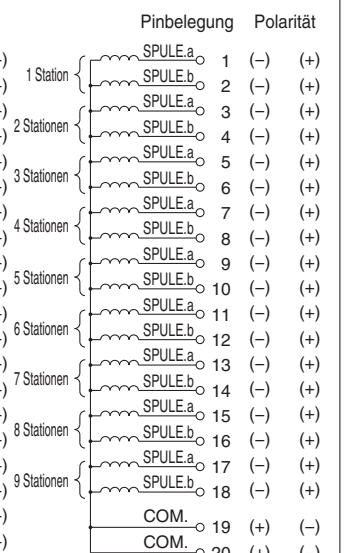 Pinbelegung Polarität
1 Station SPULE.a 1 (–) (+)
SPULE.b 2 (–) (+)
2 Stationen SPULE.a 3 (–) (+)
SPULE.b 4 (–) (+)
3 Stationen SPULE.a 5 (–) (+)
SPULE.b 6 (–) (+)
4 Stationen SPULE.a 7 (–) (+)
SPULE.b 8 (–) (+)
5 Stationen SPULE.a 9 (–) (+)
SPULE.b 10 (–) (+)
6 Stationen SPULE.a 11 (–) (+)
SPULE.b 12 (–) (+)
7 Stationen SPULE.a 13 (–) (+)
SPULE.b 14 (–) (+)
8 Stationen SPULE.a 15 (–) (+)
SPULE.b 16 (–) (+)
9 Stationen SPULE.a 17 (–) (+)
SPULE.b 18 (–) (+)
COM. 19 (+) (–)
COM. 20 (+) (–)